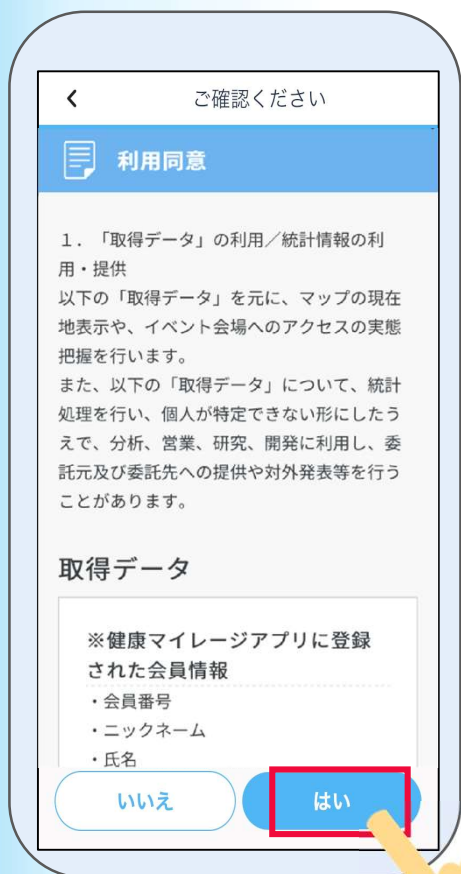 ご確認ください
利用同意
１．「取得データ」の利用／統計情報の利
用・提供
以下の「取得データ」を元に、マップの現在
地表示や、イベント会場へのアクセスの実態
把握を行います。
また、以下の「取得データ」について、統計
処理を行い、個人が特定できない形にしたう
えで、分析、営業、研究、開発に利用し、委
託元及び委託先への提供や対外発表等を行う
ことがあります。
取得データ
※健康マイレージアプリに登録
された会員情報
・会員番号
・ニックネーム
・氏名
いいえ
はい